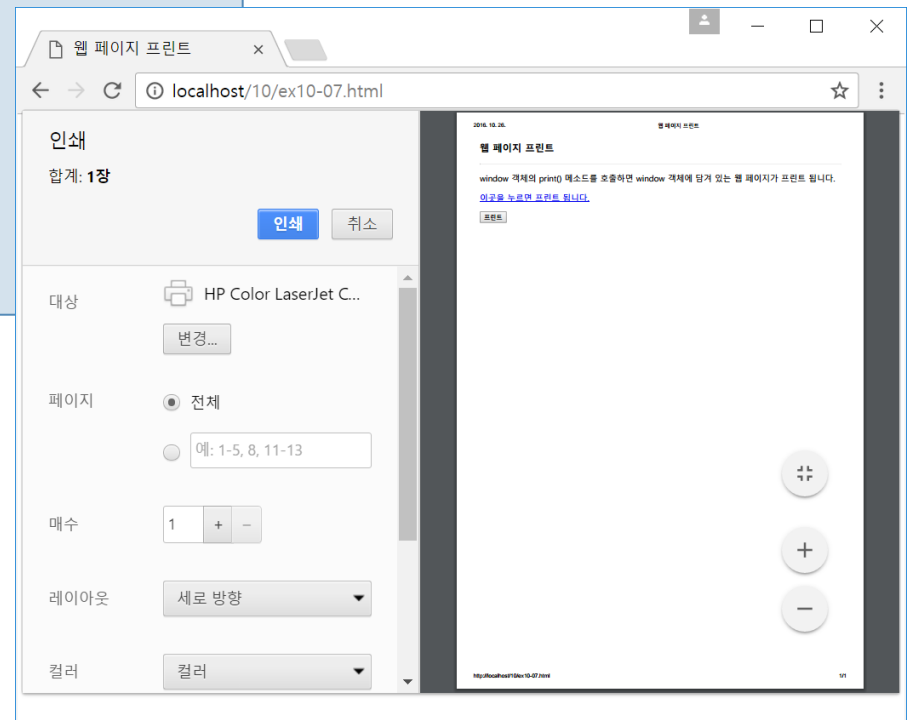 웹 페이지 프린트
localhost/10/ex10-07.html
인쇄
합계: 1장
인쇄 취소
대상 HP Color LaserJet C...
변경...
페이지 전체
예: 1-5, 8, 11-13
매수 1 + −
레이아웃 세로 방향
컬러 컬러
2016. 10. 26. 웹 페이지 프린트
웹 페이지 프린트
window 객체의 print() 메소드를 호출하면 window 객체에 담겨 있는 웹 페이지가 프린트 됩니다.
이곳을 누르면 프린트 됩니다.
프린트
http://localhost/10/ex10-07.html 1/1